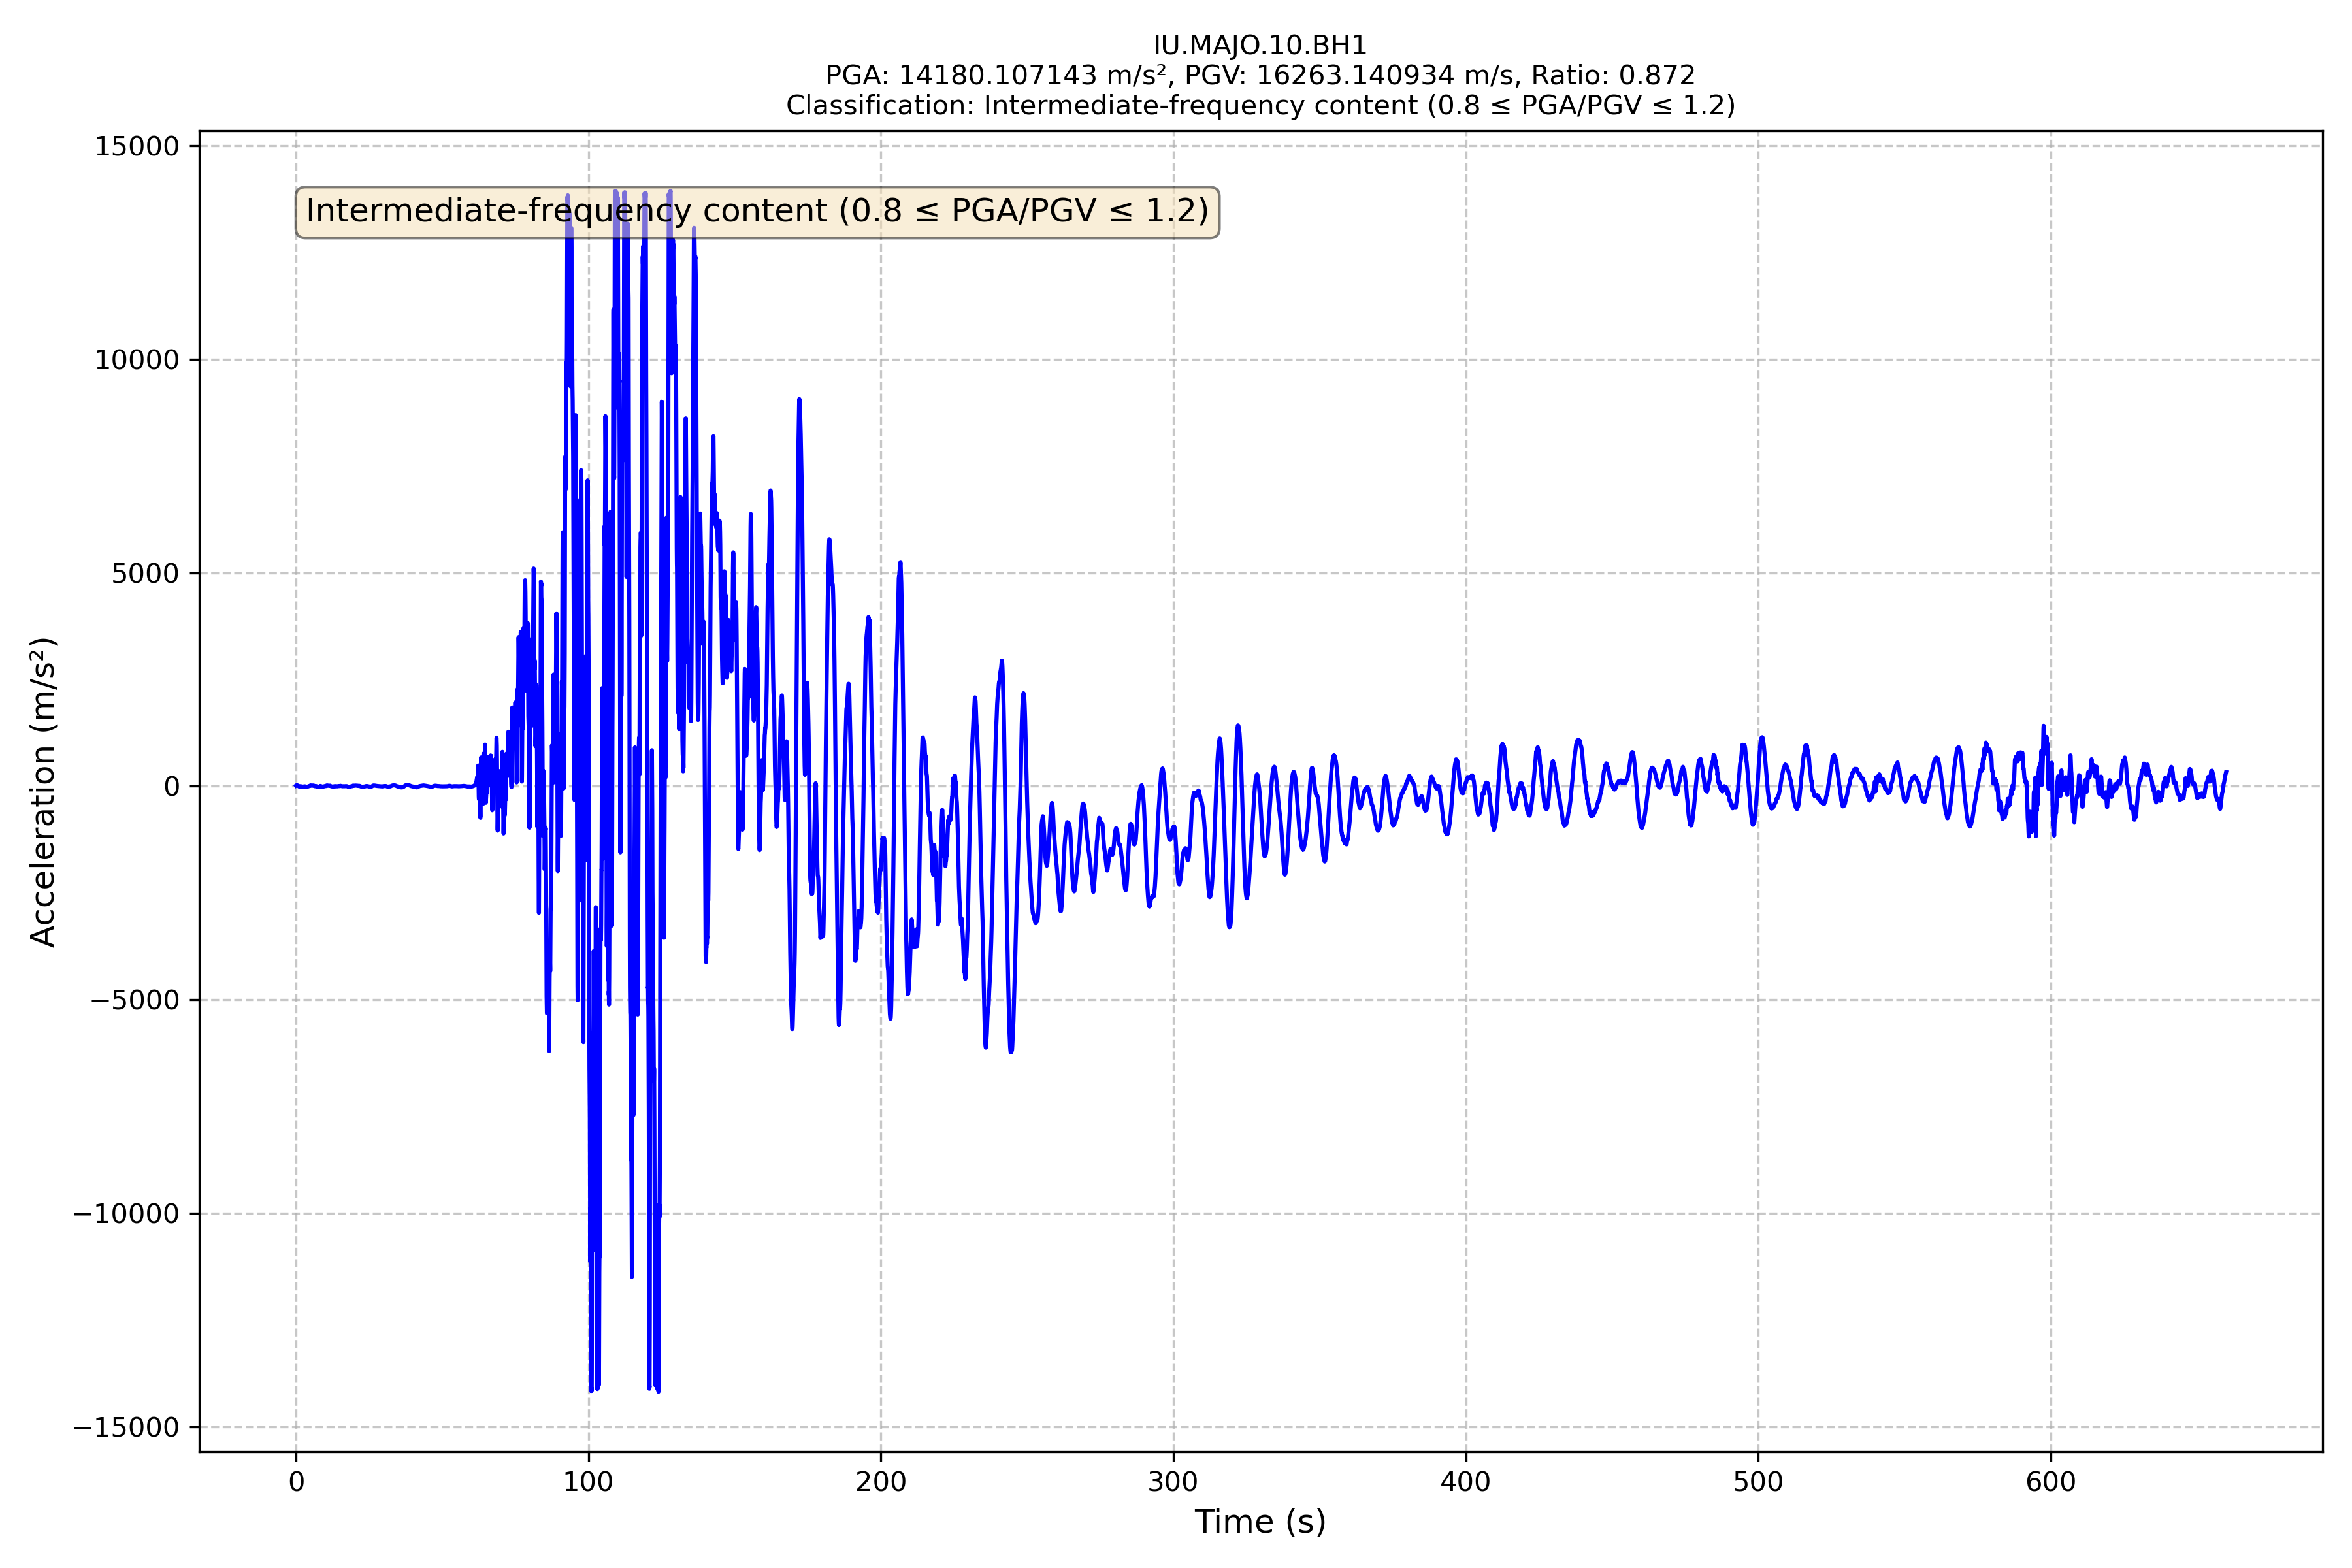 IU.MAJO.10.BH1
PGA: 14180.107143 m/s², PGV: 16263.140934 m/s, Ratio: 0.872
Classification: Intermediate-frequency content (0.8 ≤ PGA/PGV ≤ 1.2)
15000
Intermediate-frequency content (0.8 ≤ PGA/PGV ≤ 1.2)
10000
5000
0
−5000
−10000
−15000
Acceleration (m/s²)
0 100 200 300 400 500 600
Time (s)